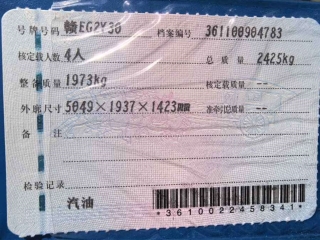 号牌号码 赣EG2Y30 档案编号 361100904783
核定载人数 4人 总质量 2425kg
整备质量 1973kg 核定载质量 --
外廓尺寸 5049×1937×1423mm 准牵引总质量 --
备注
检验记录
汽油
*3610022458341*